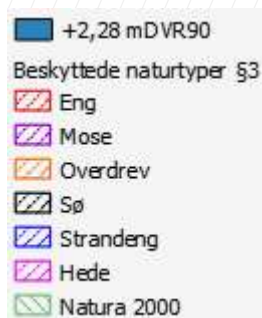 +2,28 mDVR90
Beskyttede naturtyper §3
Eng
Mose
Overdrev
Sø
Strandeng
Hede
Natura 2000